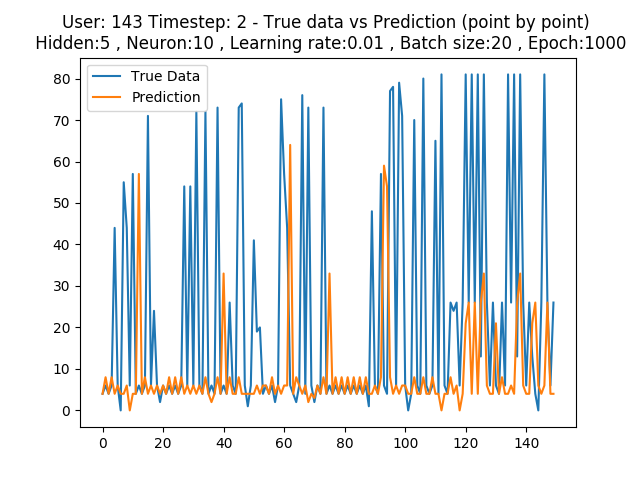 User: 143 Timestep: 2 - True data vs Prediction (point by point)
Hidden:5 , Neuron:10 , Learning rate:0.01 , Batch size:20 , Epoch:1000
True Data
Prediction
80
70
60
50
40
30
20
10
0
0 20 40 60 80 100 120 140